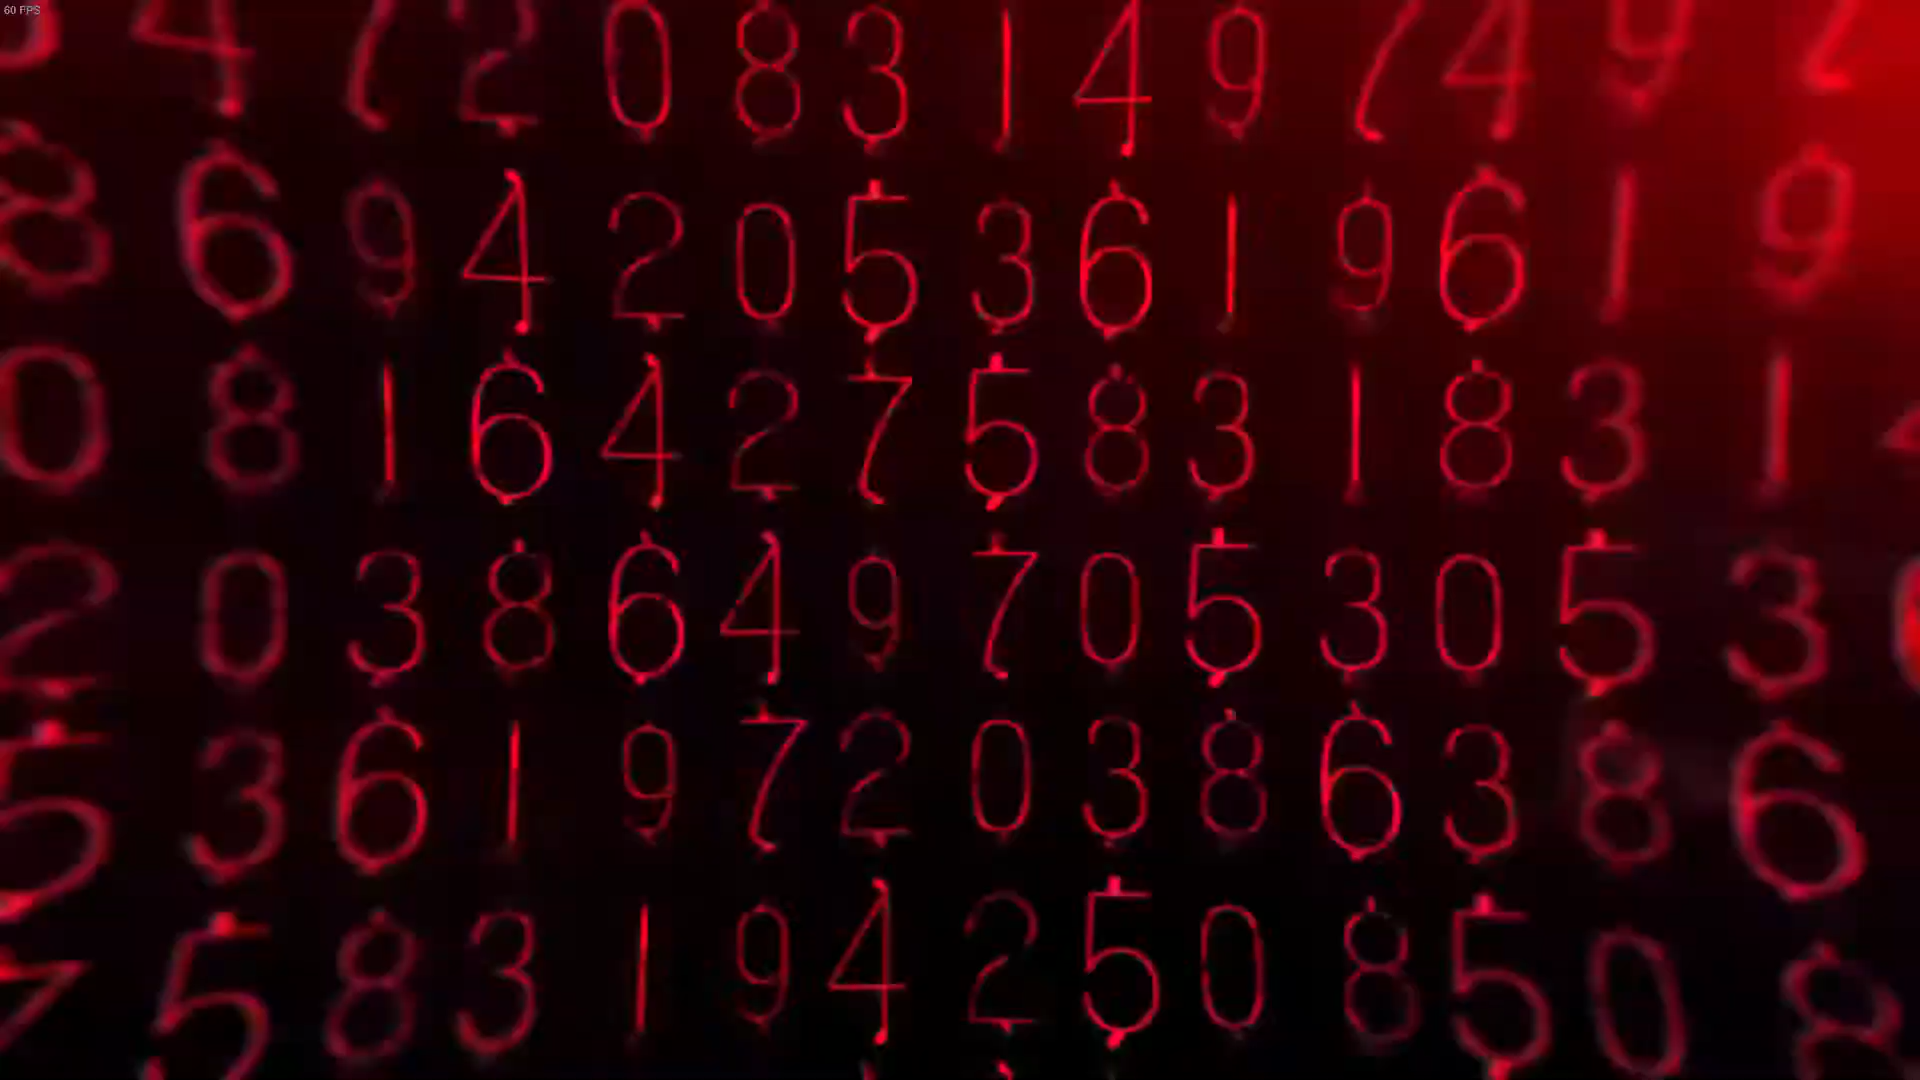 60 FPS
4 7 2 0 8 3 1 4 9 7 4 9 2
8 6 9 4 2 0 5 3 6 1 9 6 1 9
0 8 1 6 4 2 7 5 8 3 1 8 3 1 4
2 0 3 8 6 4 9 7 0 5 3 0 5 3
5 3 6 1 9 7 2 0 3 8 6 3 8 6
7 5 8 3 1 9 4 2 5 0 8 5 0 8